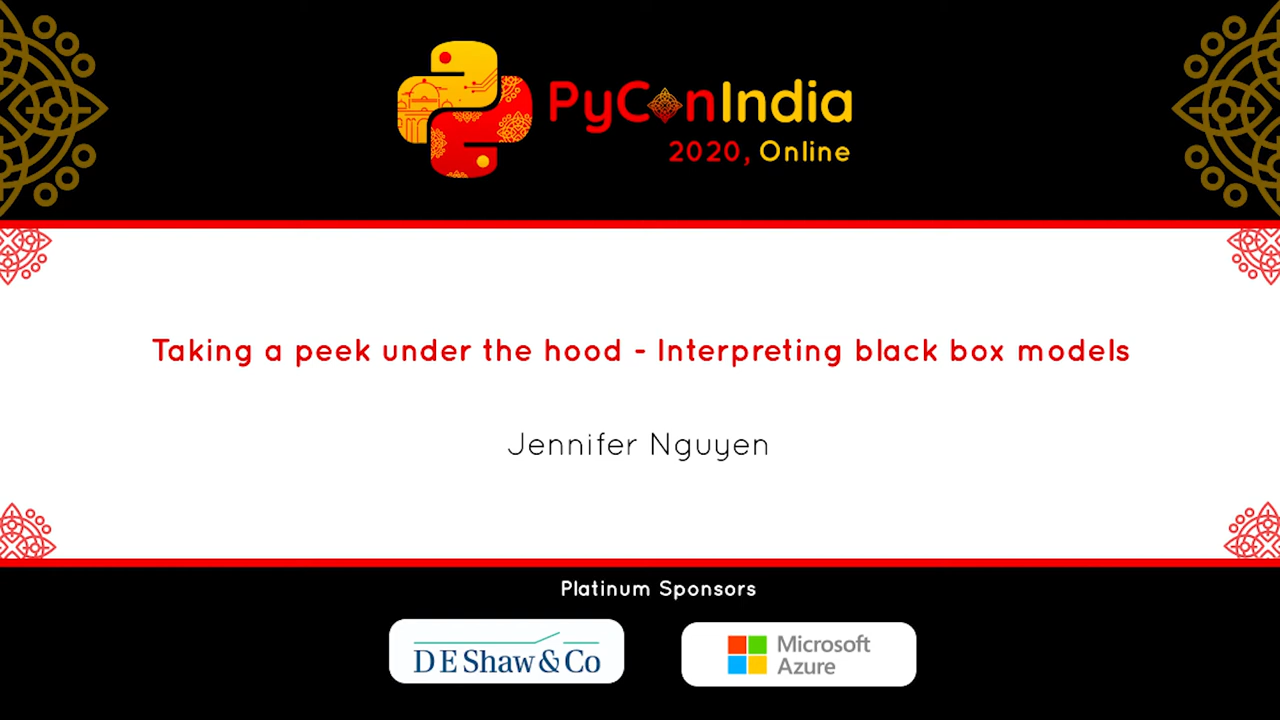 PyConIndia
2020, Online
Taking a peek under the hood - Interpreting black box models
Jennifer Nguyen
Platinum Sponsors
D E Shaw & Co
Microsoft
Azure